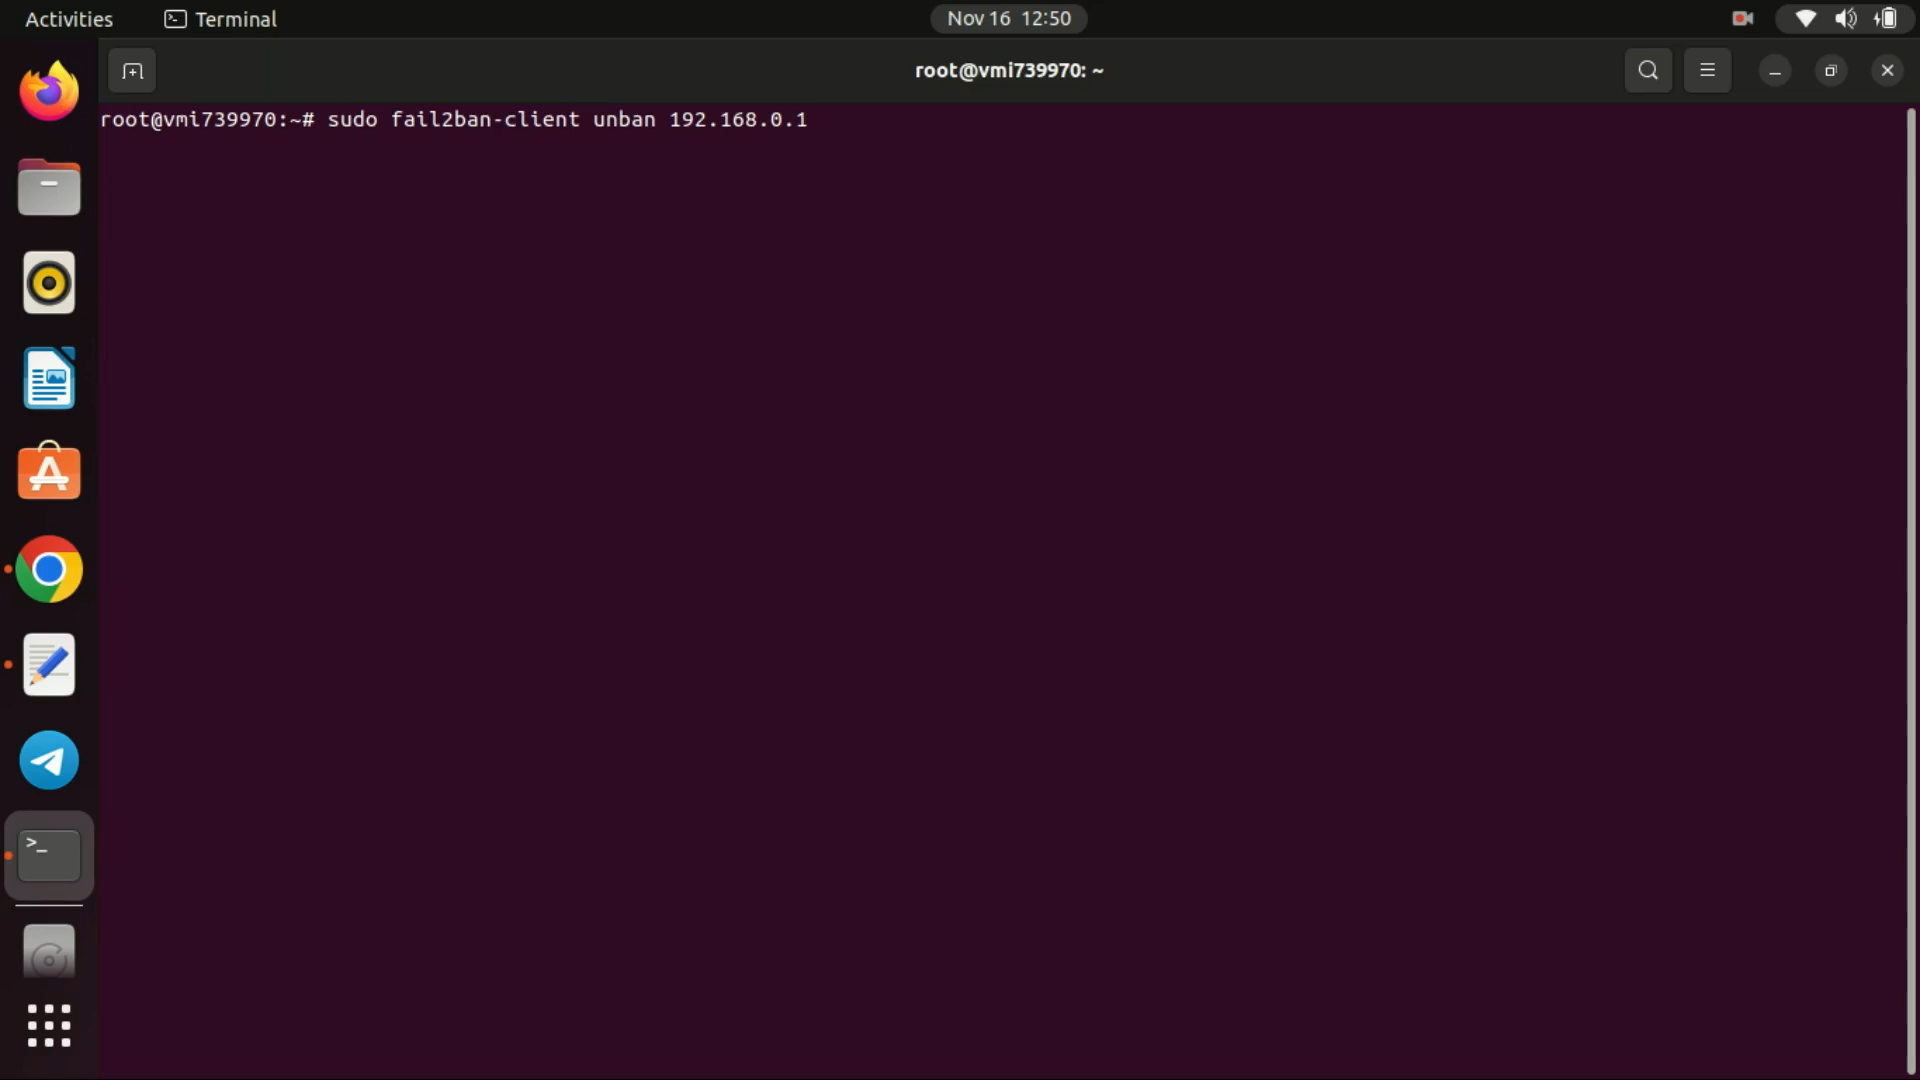 Activities Terminal Nov 16 12:50
root@vmi739970: ~
root@vmi739970:~# sudo fail2ban-client unban 192.168.0.1
>_